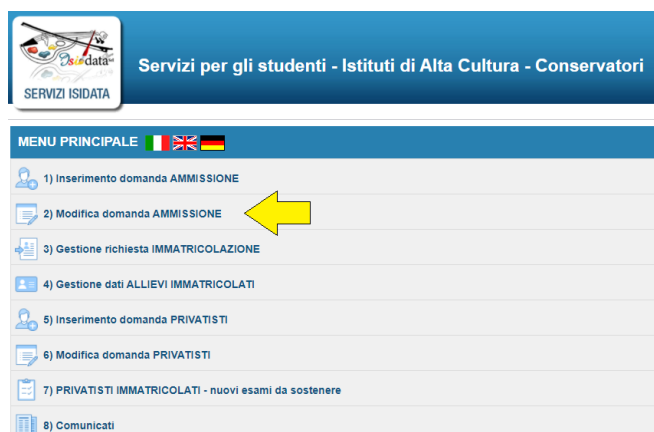 Isidata
SERVIZI ISIDATA
Servizi per gli studenti - Istituti di Alta Cultura - Conservatori
MENU PRINCIPALE
1) Inserimento domanda AMMISSIONE
2) Modifica domanda AMMISSIONE
3) Gestione richiesta IMMATRICOLAZIONE
4) Gestione dati ALLIEVI IMMATRICOLATI
5) Inserimento domanda PRIVATISTI
6) Modifica domanda PRIVATISTI
7) PRIVATISTI IMMATRICOLATI - nuovi esami da sostenere
8) Comunicati